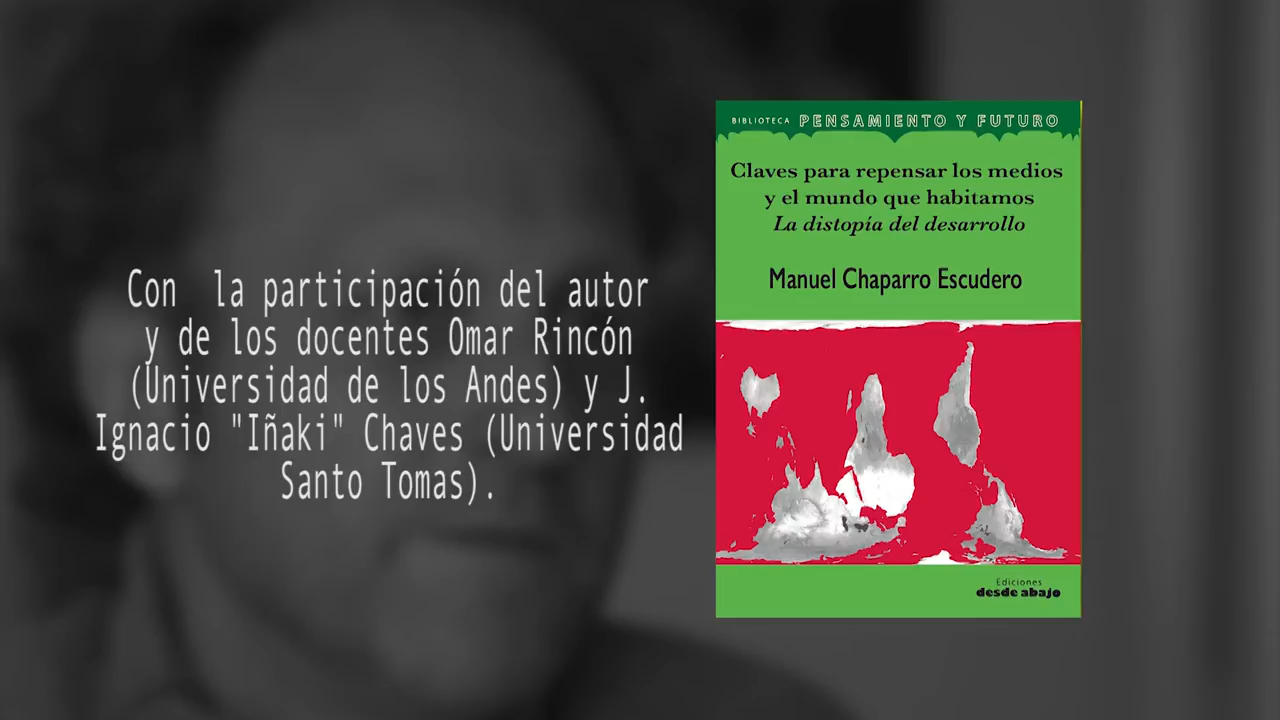 Con  la participación del autor
y de los docentes Omar Rincón
(Universidad de los Andes) y J.
Ignacio "Iñaki" Chaves (Universidad
Santo Tomas).
BIBLIOTECA PENSAMIENTO Y FUTURO
Claves para repensar los medios
y el mundo que habitamos
La distopía del desarrollo
Manuel Chaparro Escudero
Ediciones
desde abajo